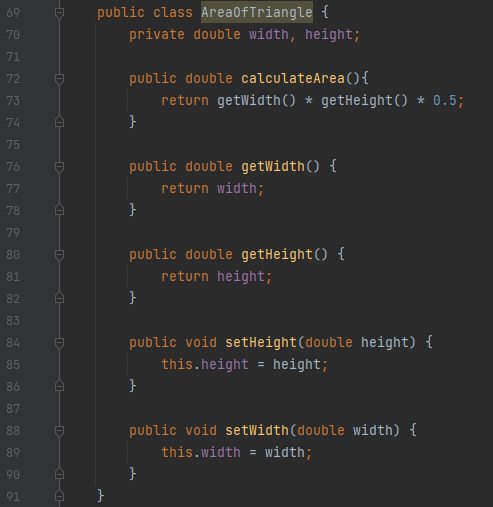 69 public class AreaOfTriangle {
70 private double width, height;
71
72 public double calculateArea(){
73 return getWidth() * getHeight() * 0.5;
74 }
75
76 public double getWidth() {
77 return width;
78 }
79
80 public double getHeight() {
81 return height;
82 }
83
84 public void setHeight(double height) {
85 this.height = height;
86 }
87
88 public void setWidth(double width) {
89 this.width = width;
90 }
91 }